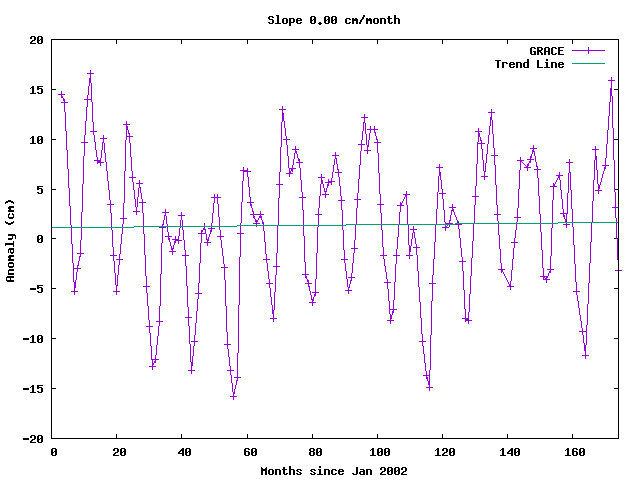 Slope 0.00 cm/month
GRACE
Trend Line
20
15
10
5
0
-5
-10
-15
-20
Anomaly (cm)
0 20 40 60 80 100 120 140 160
Months since Jan 2002